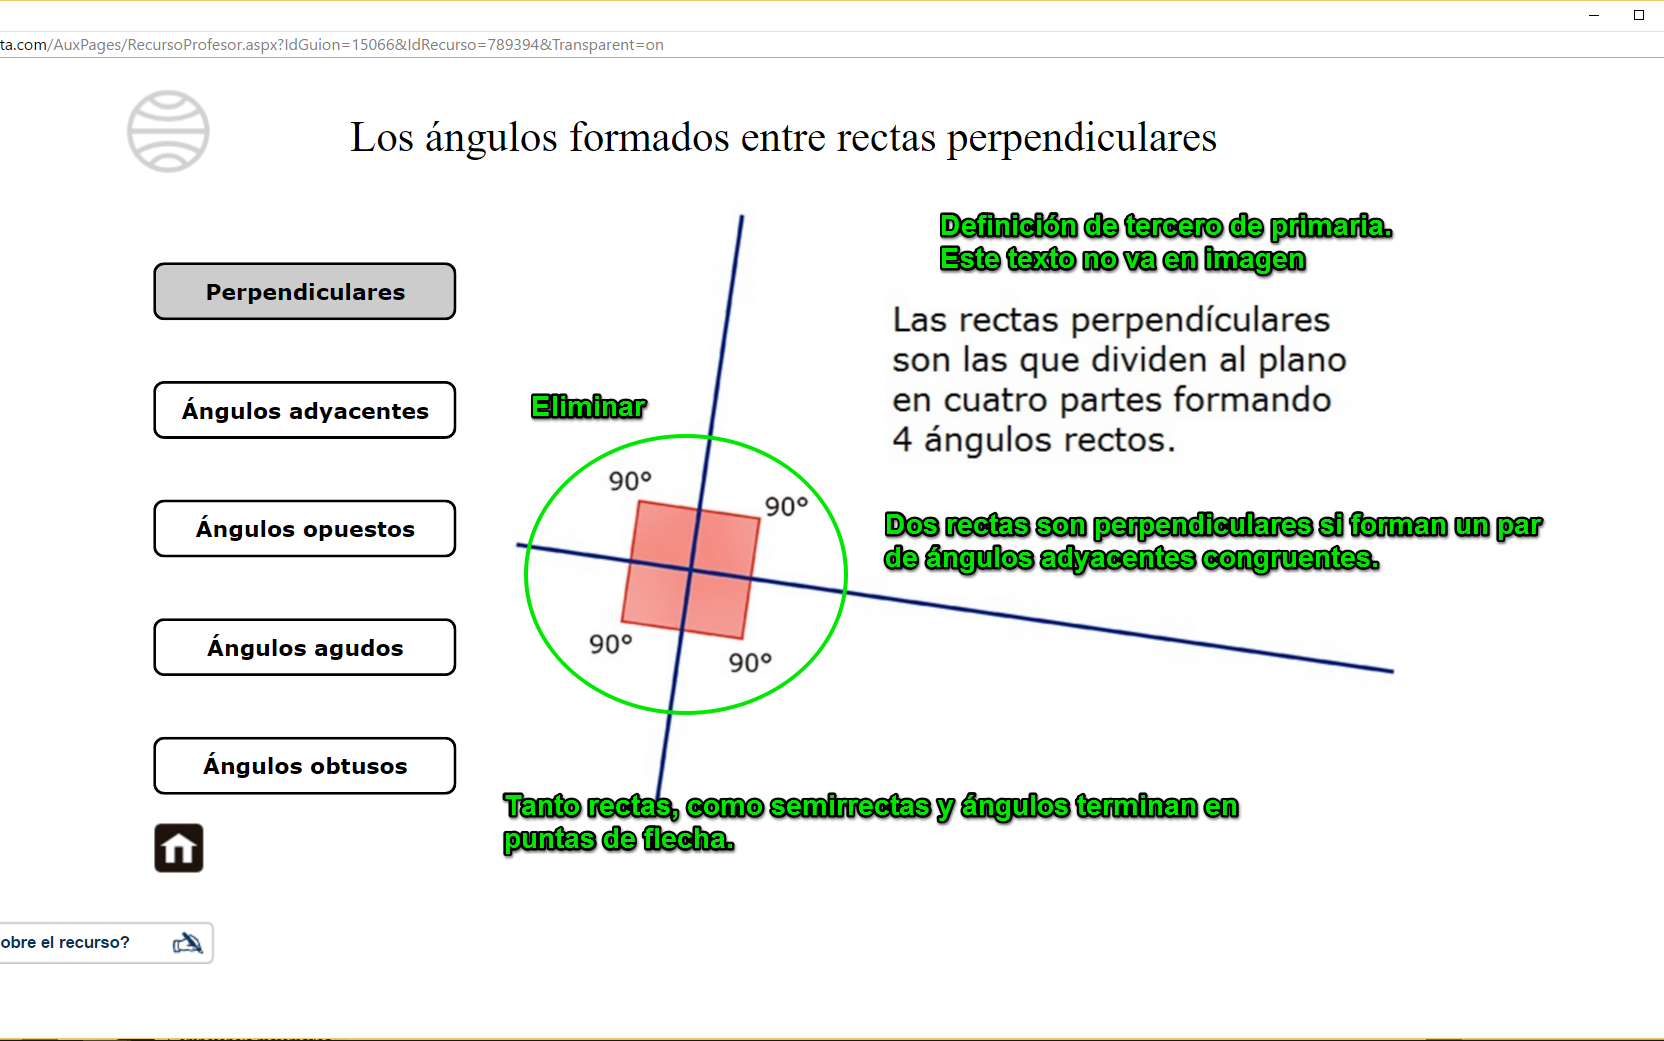 ta.com/AuxPages/RecursoProfesor.aspx?IdGuion=15066&IdRecurso=789394&Transparent=on
Los ángulos formados entre rectas perpendiculares
Perpendiculares
Ángulos adyacentes
Ángulos opuestos
Ángulos agudos
Ángulos obtusos
Definición de tercero de primaria.
Este texto no va en imagen
Las rectas perpendículares
son las que dividen al plano
en cuatro partes formando
4 ángulos rectos.
Eliminar
90°
90°
90°
90°
Dos rectas son perpendiculares si forman un par
de ángulos adyacentes congruentes.
Tanto rectas, como semirrectas y ángulos terminan en
puntas de flecha.
obre el recurso?